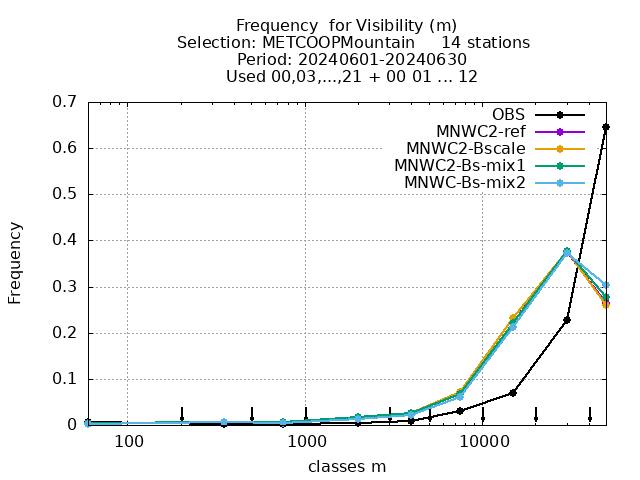 Frequency  for Visibility (m)
Selection: METCOOPMountain     14 stations
Period: 20240601-20240630
Used 00,03,...,21 + 00 01 ... 12
0.7
0.6
0.5
0.4
0.3
0.2
0.1
0
Frequency
OBS
MNWC2-ref
MNWC2-Bscale
MNWC2-Bs-mix1
MNWC-Bs-mix2
100
1000
10000
classes m